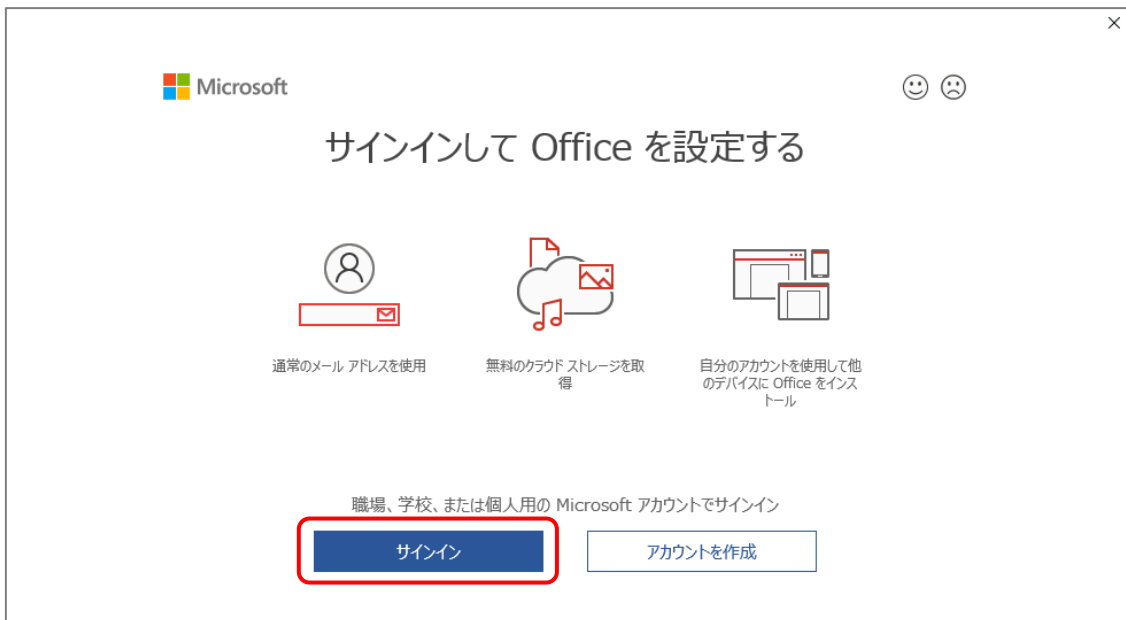 Microsoft
サインインして Office を設定する
通常のメール アドレスを使用
無料のクラウド ストレージを取
得
自分のアカウントを使用して他
のデバイスに Office をインス
トール
職場、学校、または個人用の Microsoft アカウントでサインイン
サインイン
アカウントを作成